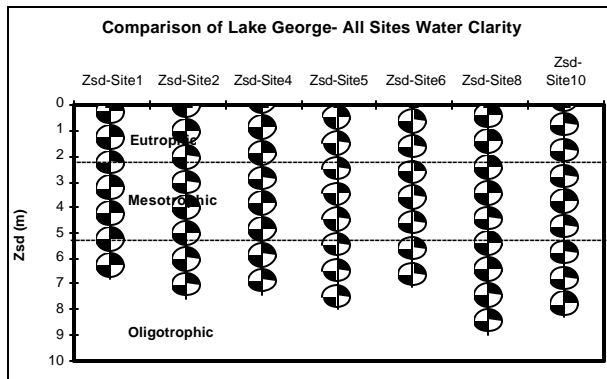 Comparison of Lake George- All Sites Water Clarity
Zsd-Site1 Zsd-Site2 Zsd-Site4 Zsd-Site5 Zsd-Site6 Zsd-Site8 Zsd-
Site10
0
1
Eutrophic
2
3
Mesotrophic
4
5
6
7
8
Oligotrophic
9
10
Zsd (m)